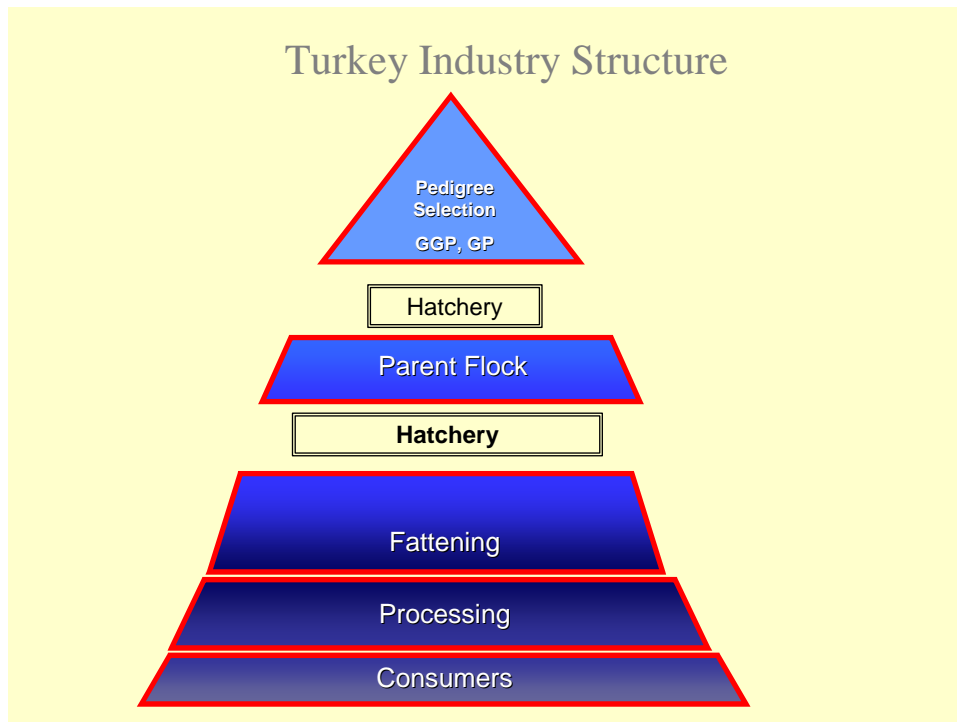 Turkey Industry Structure
Pedigree
Selection
GGP, GP
Hatchery
Parent Flock
Hatchery
Fattening
Processing
Consumers